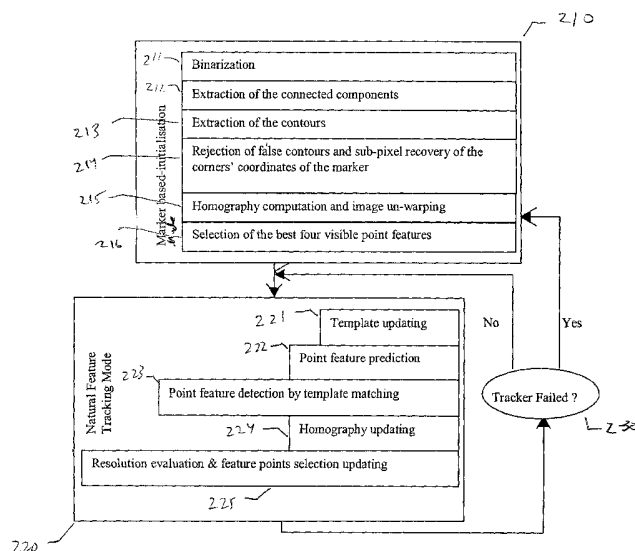 210
211
Binarization
212
Extraction of the connected components
213
Extraction of the contours
214
Rejection of false contours and sub-pixel recovery of the
corners' coordinates of the marker
215
Homography computation and image un-warping
216
Selection of the best four visible point features
Marker based-initialisation
221
Template updating
222
Point feature prediction
223
Point feature detection by template matching
224
Homography updating
Resolution evaluation & feature points selection updating
225
Natural Feature
Tracking Mode
220
No
Yes
Tracker Failed ?
230